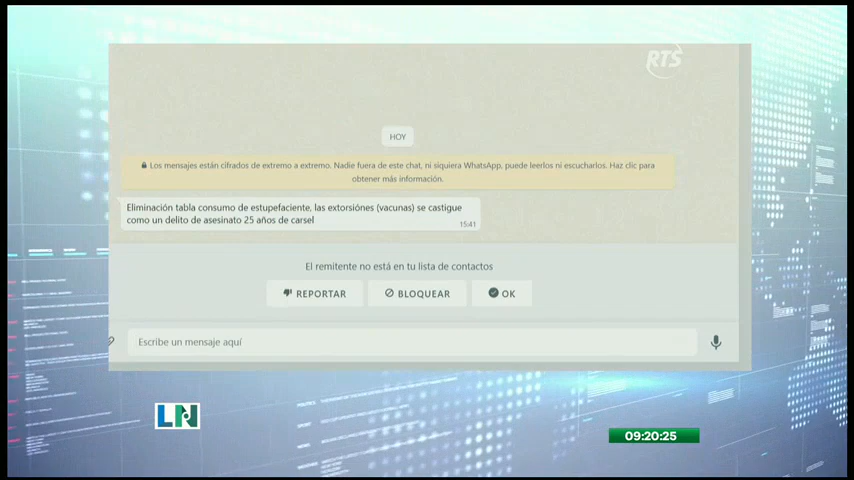 RTS
HOY
Los mensajes están cifrados de extremo a extremo. Nadie fuera de este chat, ni siquiera WhatsApp, puede leerlos ni escucharlos. Haz clic para
obtener más información.
Eliminación tabla consumo de estupefaciente, las extorsiónes (vacunas) se castigue
como un delito de asesinato 25 años de carsel
15:41
El remitente no está en tu lista de contactos
REPORTAR
BLOQUEAR
OK
Escribe un mensaje aquí
LN
09:20:25